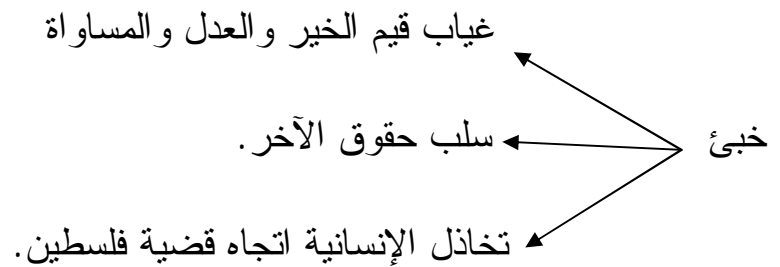 غياب قيم الخير والعدل والمساواة
خبئ
سلب حقوق الآخر.
تخاذل الإنسانية اتجاه قضية فلسطين.